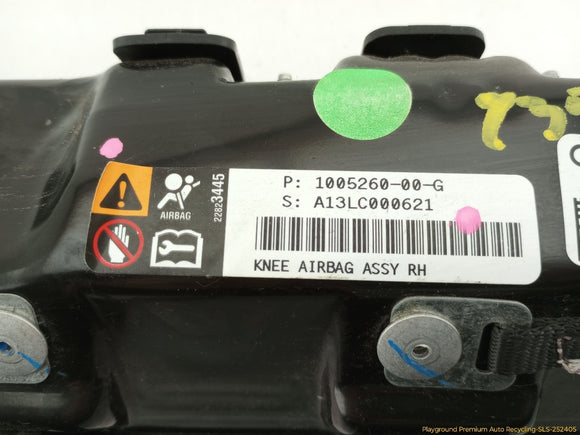 P: 1005260-00-G
S: A13LC000621
AIRBAG
22823445
KNEE AIRBAG ASSY RH
Playground Premium Auto Recycling-SLS-252405